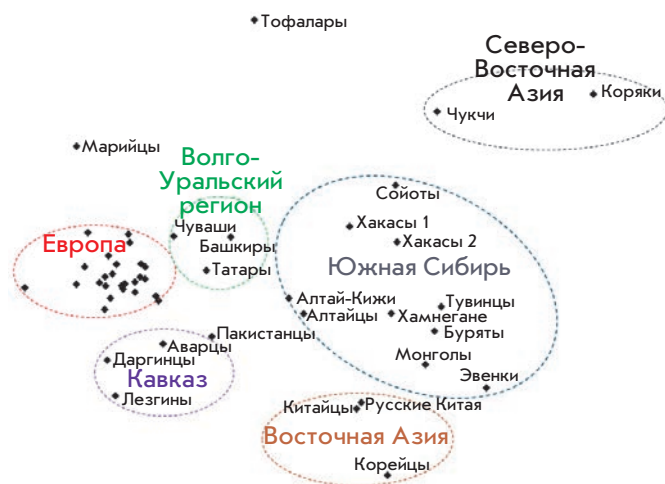 Тофалары
Северо-
Восточная
Азия
Коряки
Чукчи
Марийцы
Волго-
Уральский
регион
Сойоты
Чуваши
Башкиры
Татары
Европа
Хакасы 1
Хакасы 2
Южная Сибирь
Алтай-Кижи
Алтайцы
Тувинцы
Хамнегане
Буряты
Монголы
Эвенки
Пакистанцы
Аварцы
Даргинцы
Кавказ
Лезгины
Китайцы
Русские Китая
Восточная Азия
Корейцы